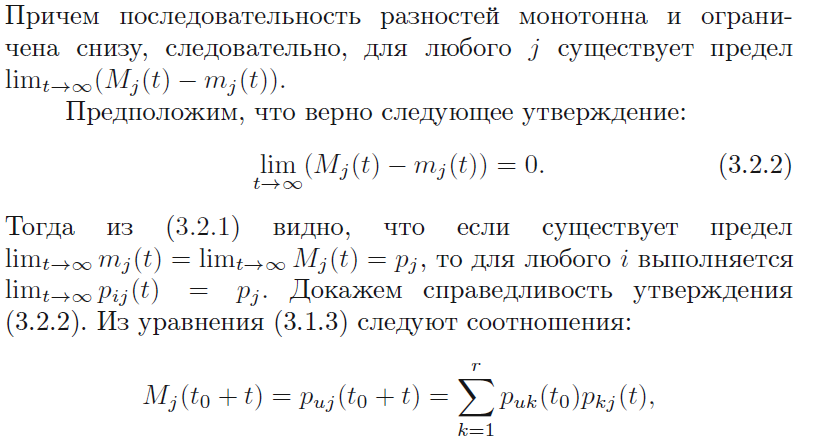 Причем последовательность разностей монотонна и ограни-
чена снизу, следовательно, для любого j существует предел
lim_{t→∞}(M_j(t) − m_j(t)).
Предположим, что верно следующее утверждение:
lim_{t→∞} (M_j(t) − m_j(t)) = 0. (3.2.2)
Тогда из (3.2.1) видно, что если существует предел
lim_{t→∞} m_j(t) = lim_{t→∞} M_j(t) = p_j, то для любого i выполняется
lim_{t→∞} p_{ij}(t) = p_j. Докажем справедливость утверждения
(3.2.2). Из уравнения (3.1.3) следуют соотношения:
M_j(t_0 + t) = p_{uj}(t_0 + t) = ∑_{k=1}^{r} p_{uk}(t_0)p_{kj}(t),